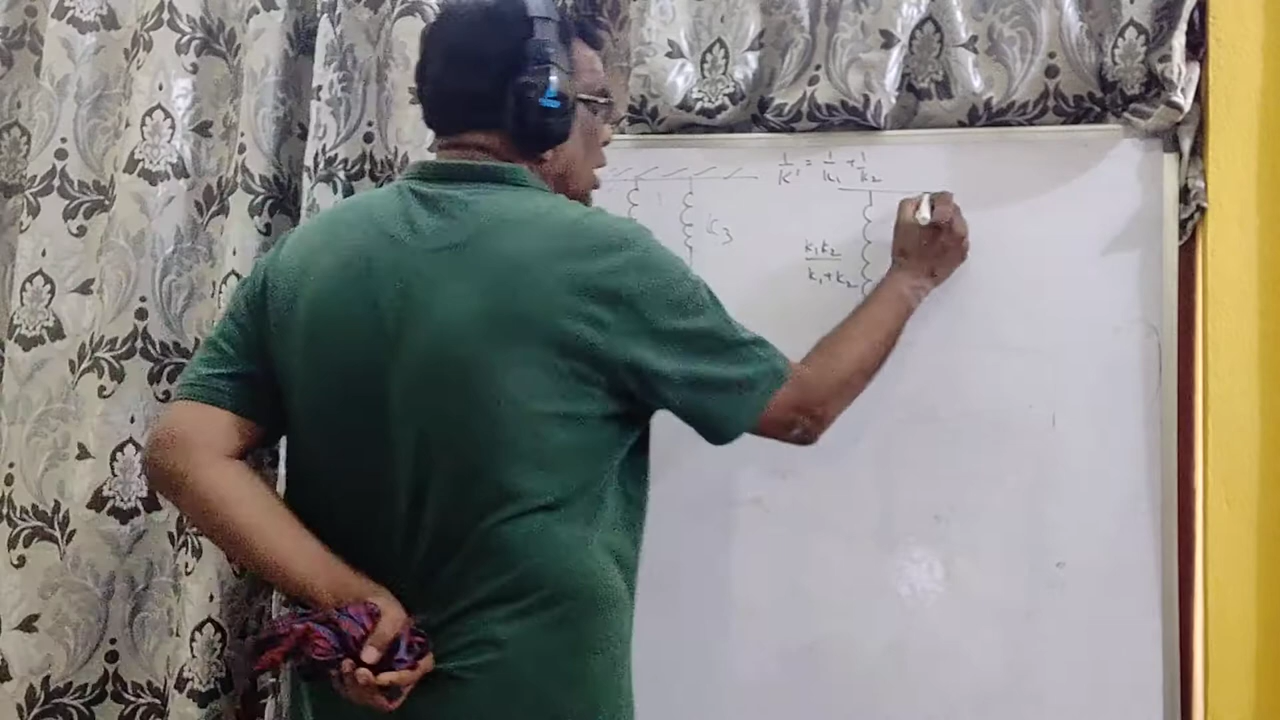 1/K' = 1/k₁ + 1/k₂
K₃
k₁k₂
k₁+k₂